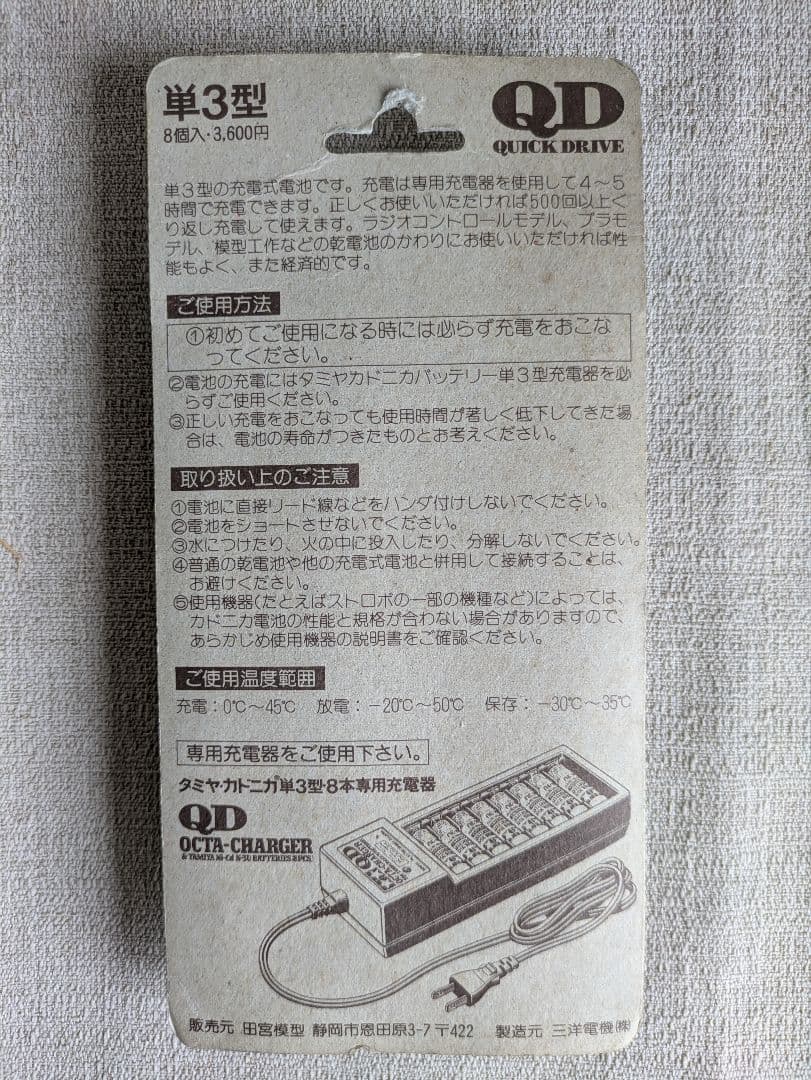 単3型
8個入・3,600円
QD
QUICK DRIVE
単3型の充電式電池です。充電は専用充電器を使用して4〜5
時間で充電できます。正しくお使いいただければ500回以上く
り返し充電して使えます。ラジオコントロールモデル、プラモ
デル、模型工作などの乾電池のかわりにお使いいただければ性
能もよく、また経済的です。
ご使用方法
①初めてご使用になる時には必らず充電をおこな
ってください。
②電池の充電にはタミヤカドニカバッテリー単3型充電器を必
らずご使用ください。
③正しい充電をおこなっても使用時間が著しく低下してきた場
合は、電池の寿命がつきたものとお考えください。
取り扱い上のご注意
①電池に直接リード線などをハンダ付けしないでください。
②電池をショートさせないでください。
③水につけたり、火の中に投入したり、分解しないでください。
④普通の乾電池や他の充電式電池と併用して接続することは、
お避けください。
⑤使用機器(たとえばストロボの一部の機種など)によっては、
カドニカ電池の性能と規格が合わない場合がありますので、
あらかじめ使用機器の説明書をご確認ください。
ご使用温度範囲
充電：0℃〜45℃ 放電：−20℃〜50℃ 保存：−30℃〜35℃
専用充電器をご使用下さい。
タミヤ・カドニカ単3型・8本専用充電器
QD
OCTA-CHARGER
& TAMIYA Ni-Cd N-3U BATTERIES 8PCS
販売元 田宮模型 静岡市恩田原3-7 〒422 製造元 三洋電機㈱